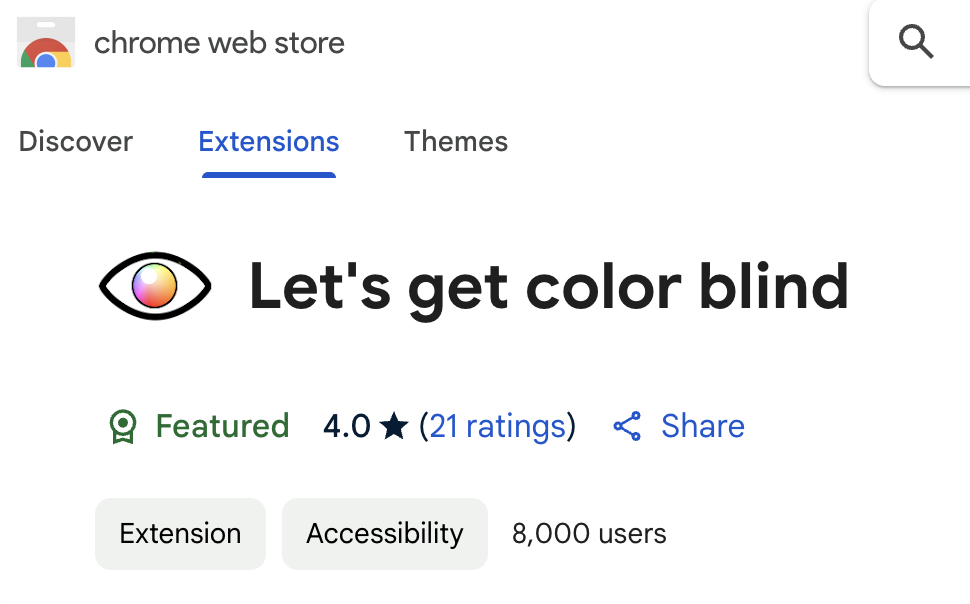 chrome web store
Discover Extensions Themes
Let's get color blind
Featured 4.0 ★ (21 ratings) Share
Extension Accessibility 8,000 users